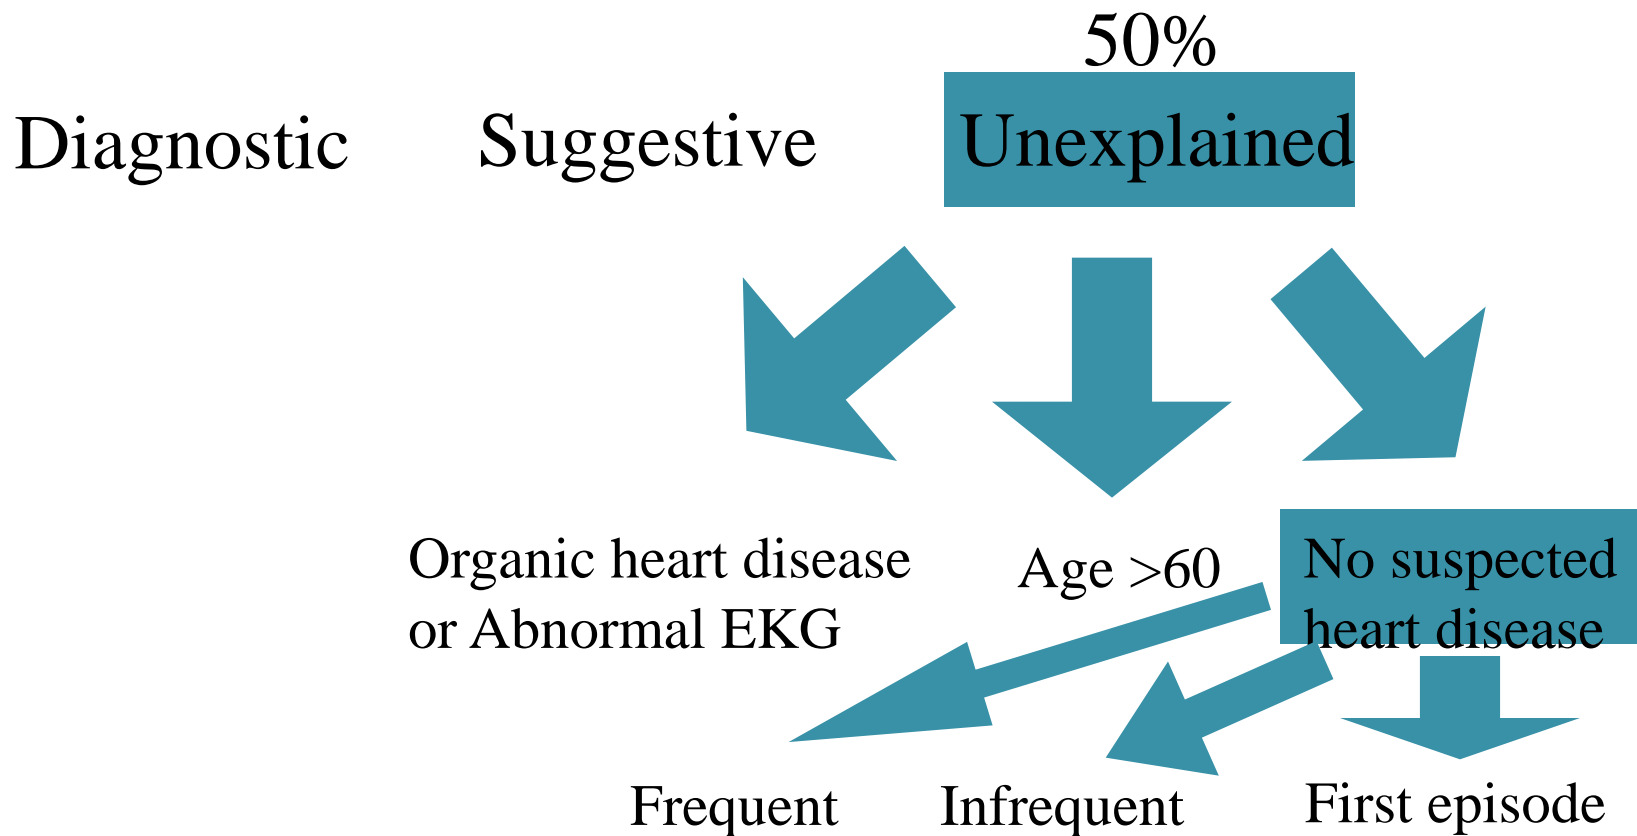 50%
Diagnostic
Suggestive
Unexplained
Organic heart disease
or Abnormal EKG
Age >60
No suspected
heart disease
Frequent
Infrequent
First episode